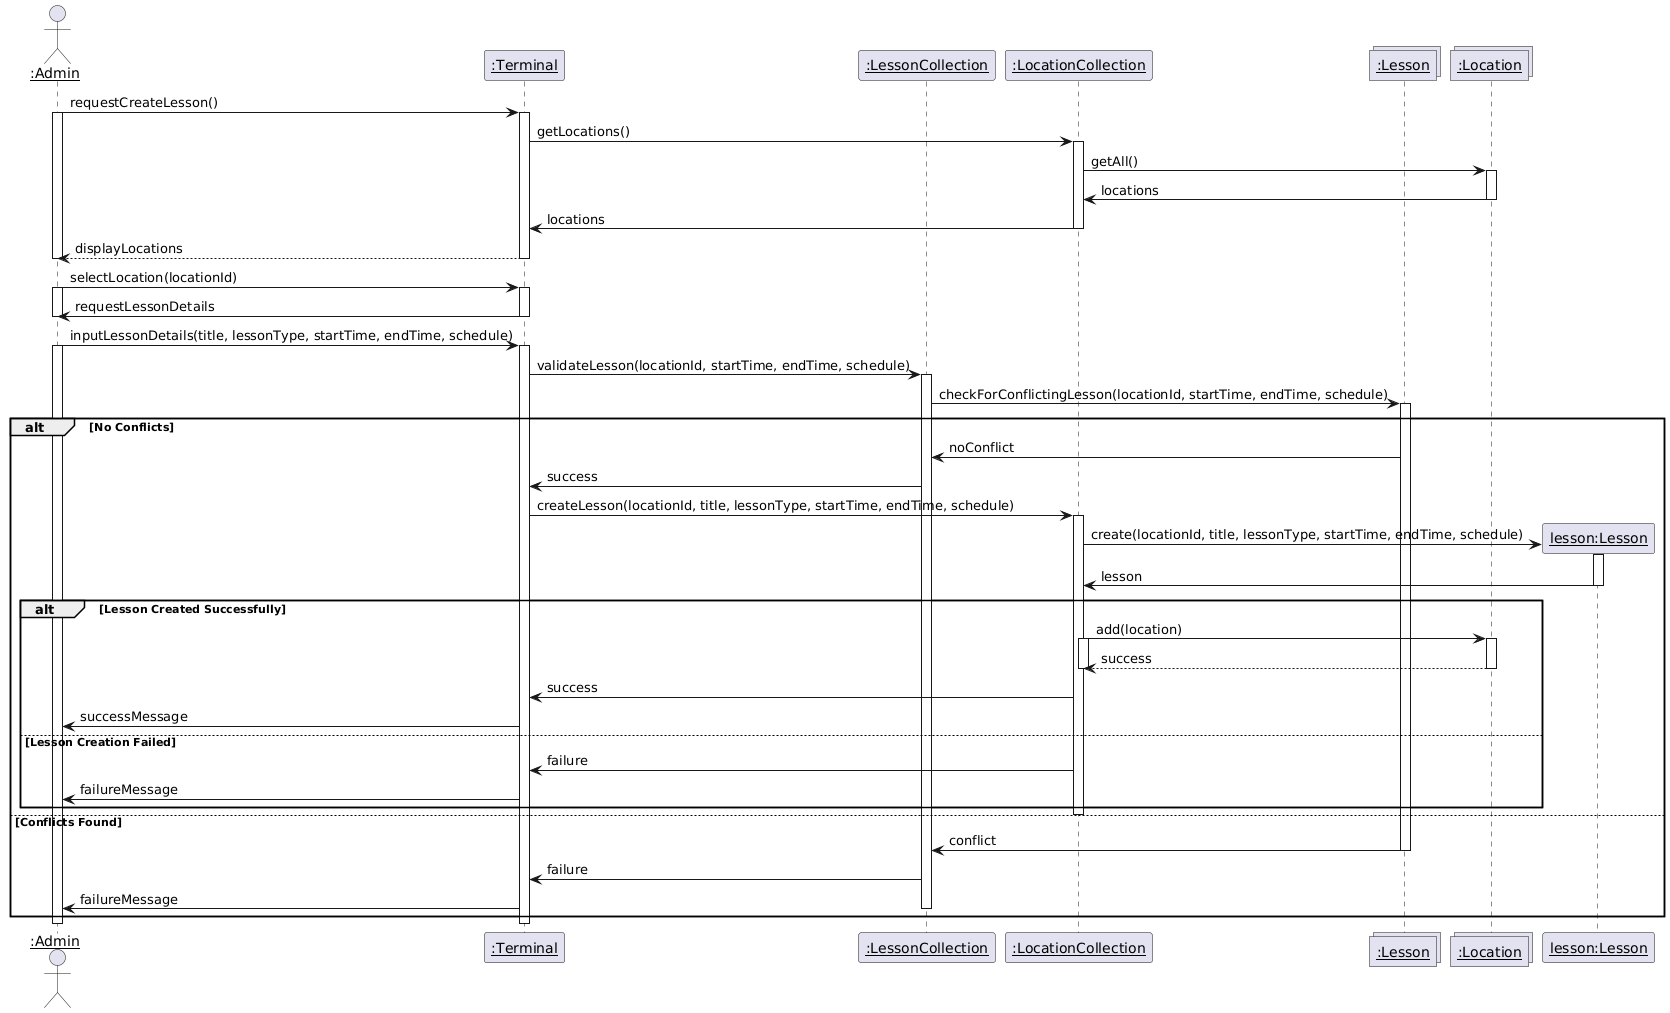 :Admin
:Terminal
:LessonCollection
:LocationCollection
:Lesson
:Location
requestCreateLesson()
getLocations()
getAll()
locations
locations
displayLocations
selectLocation(locationId)
requestLessonDetails
inputLessonDetails(title, lessonType, startTime, endTime, schedule)
validateLesson(locationId, startTime, endTime, schedule)
checkForConflictingLesson(locationId, startTime, endTime, schedule)
alt [No Conflicts]
noConflict
success
createLesson(locationId, title, lessonType, startTime, endTime, schedule)
create(locationId, title, lessonType, startTime, endTime, schedule)
lesson:Lesson
lesson
alt [Lesson Created Successfully]
add(location)
success
success
successMessage
[Lesson Creation Failed]
failure
failureMessage
[Conflicts Found]
conflict
failure
failureMessage
:Admin
:Terminal
:LessonCollection
:LocationCollection
:Lesson
:Location
lesson:Lesson